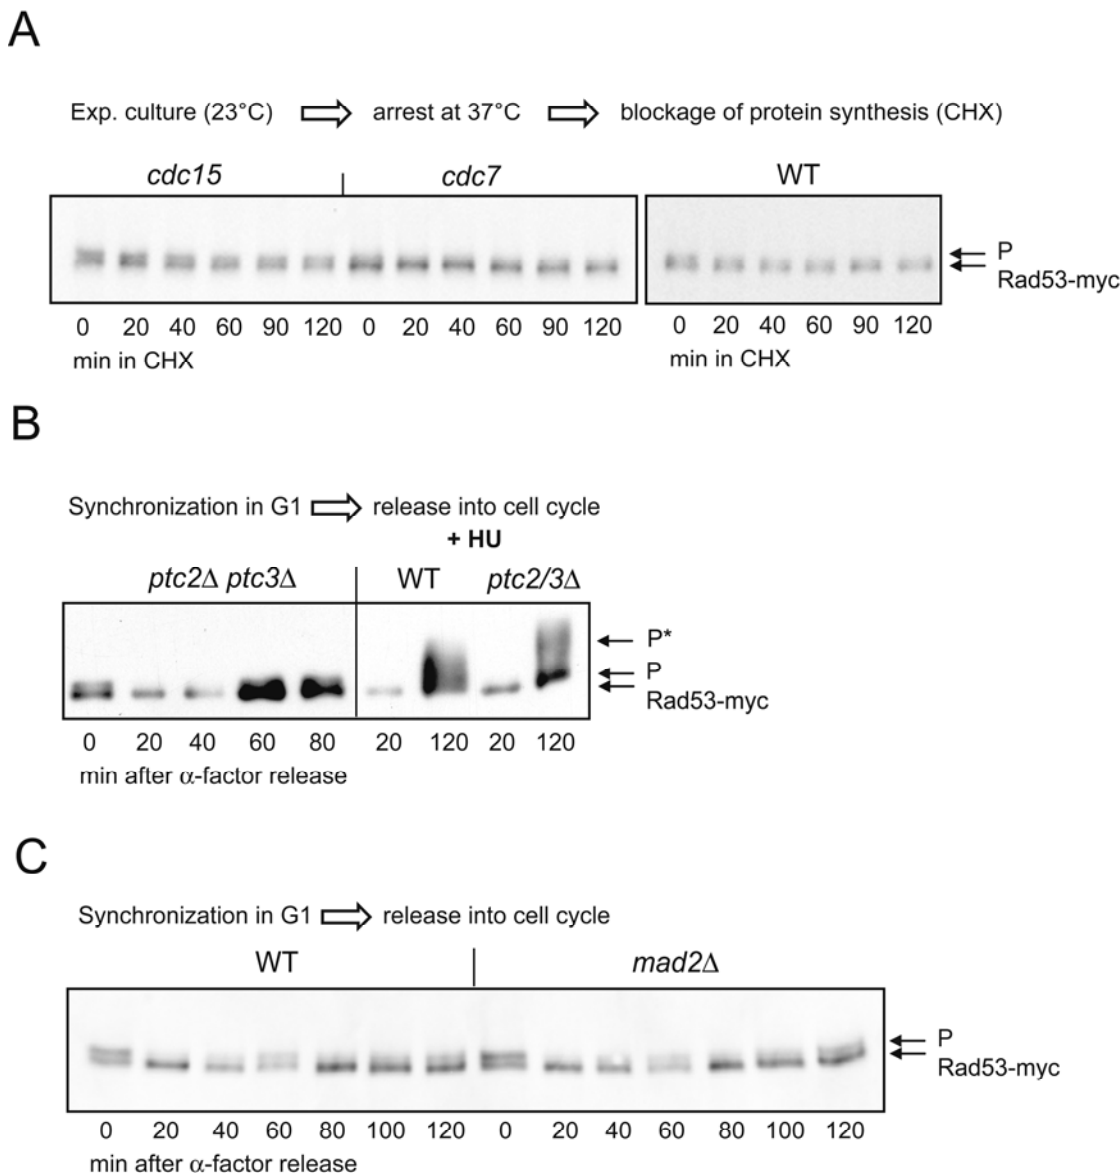 A
Exp. culture (23°C) arrest at 37°C blockage of protein synthesis (CHX)
cdc15 cdc7 WT
P
Rad53-myc
0 20 40 60 90 120 0 20 40 60 90 120 0 20 40 60 90 120
min in CHX min in CHX
B
Synchronization in G1 release into cell cycle
+ HU
ptc2Δ ptc3Δ WT ptc2/3Δ
P*
P
Rad53-myc
0 20 40 60 80 20 120 20 120
min after α-factor release
C
Synchronization in G1 release into cell cycle
WT mad2Δ
P
Rad53-myc
0 20 40 60 80 100 120 0 20 40 60 80 100 120
min after α-factor release